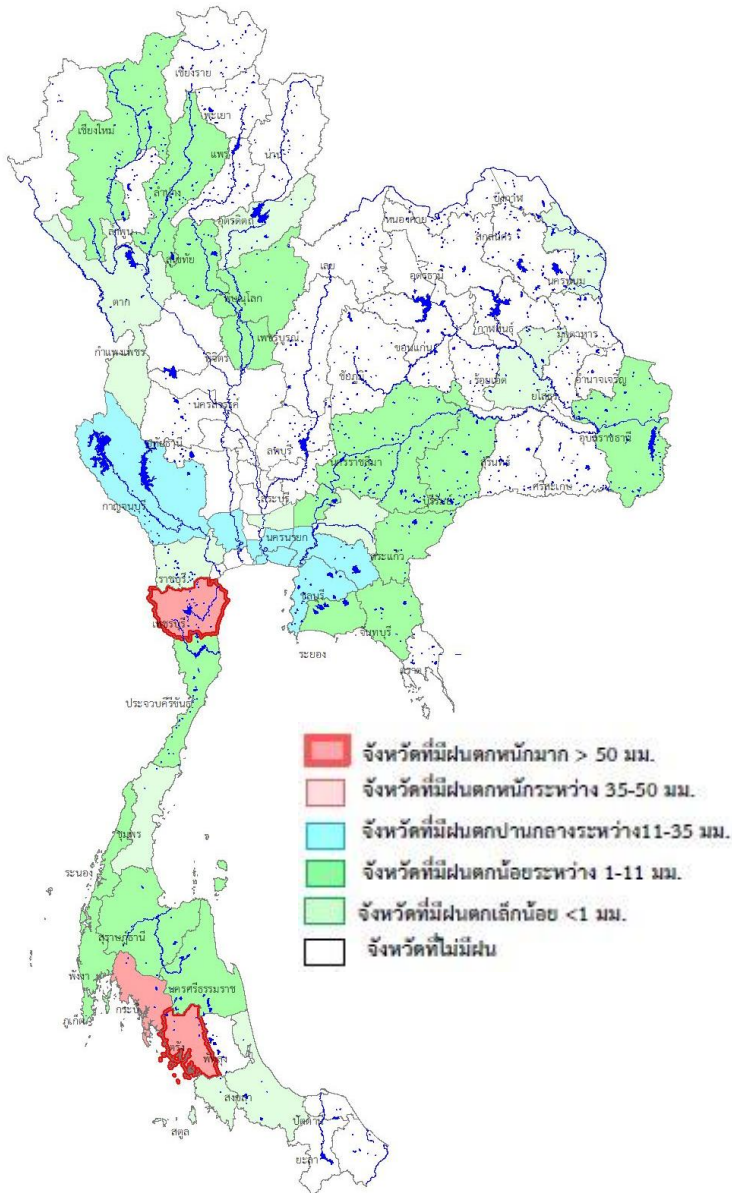 เชียงราย
พะเยา
เชียงใหม่
แพร่
น่าน
ลำปาง
อุตรดิตถ์
ลำพูน
สุโขทัย
ตาก
พิษณุโลก
เลย
หนองคาย
บึงกาฬ
สกลนคร
อุดรธานี
นครพนม
กาฬสินธุ์
มุกดาหาร
ขอนแก่น
กำแพงเพชร
พิจิตร
เพชรบูรณ์
ชัยภูมิ
ร้อยเอ็ด
ยโสธร
อำนาจเจริญ
นครสวรรค์
อุทัยธานี
ลพบุรี
นครราชสีมา
สุรินทร์
อุบลราชธานี
ศรีสะเกษ
บุรีรัมย์
กาญจนบุรี
สระบุรี
นครนายก
สระแก้ว
ราชบุรี
ชลบุรี
เพชรบุรี
จันทบุรี
ระยอง
ตราด
ประจวบคีรีขันธ์
จังหวัดที่มีฝนตกหนักมาก > 50 มม.
จังหวัดที่มีฝนตกหนักระหว่าง 35-50 มม.
จังหวัดที่มีฝนตกปานกลางระหว่าง11-35 มม.
จังหวัดที่มีฝนตกน้อยระหว่าง 1-11 มม.
จังหวัดที่มีฝนตกเล็กน้อย <1 มม.
จังหวัดที่ไม่มีฝน
ชุมพร
ระนอง
สุราษฎร์ธานี
พังงา
นครศรีธรรมราช
กระบี่
ภูเก็ต
ตรัง
พัทลุง
สงขลา
สตูล
ปัตตานี
ยะลา